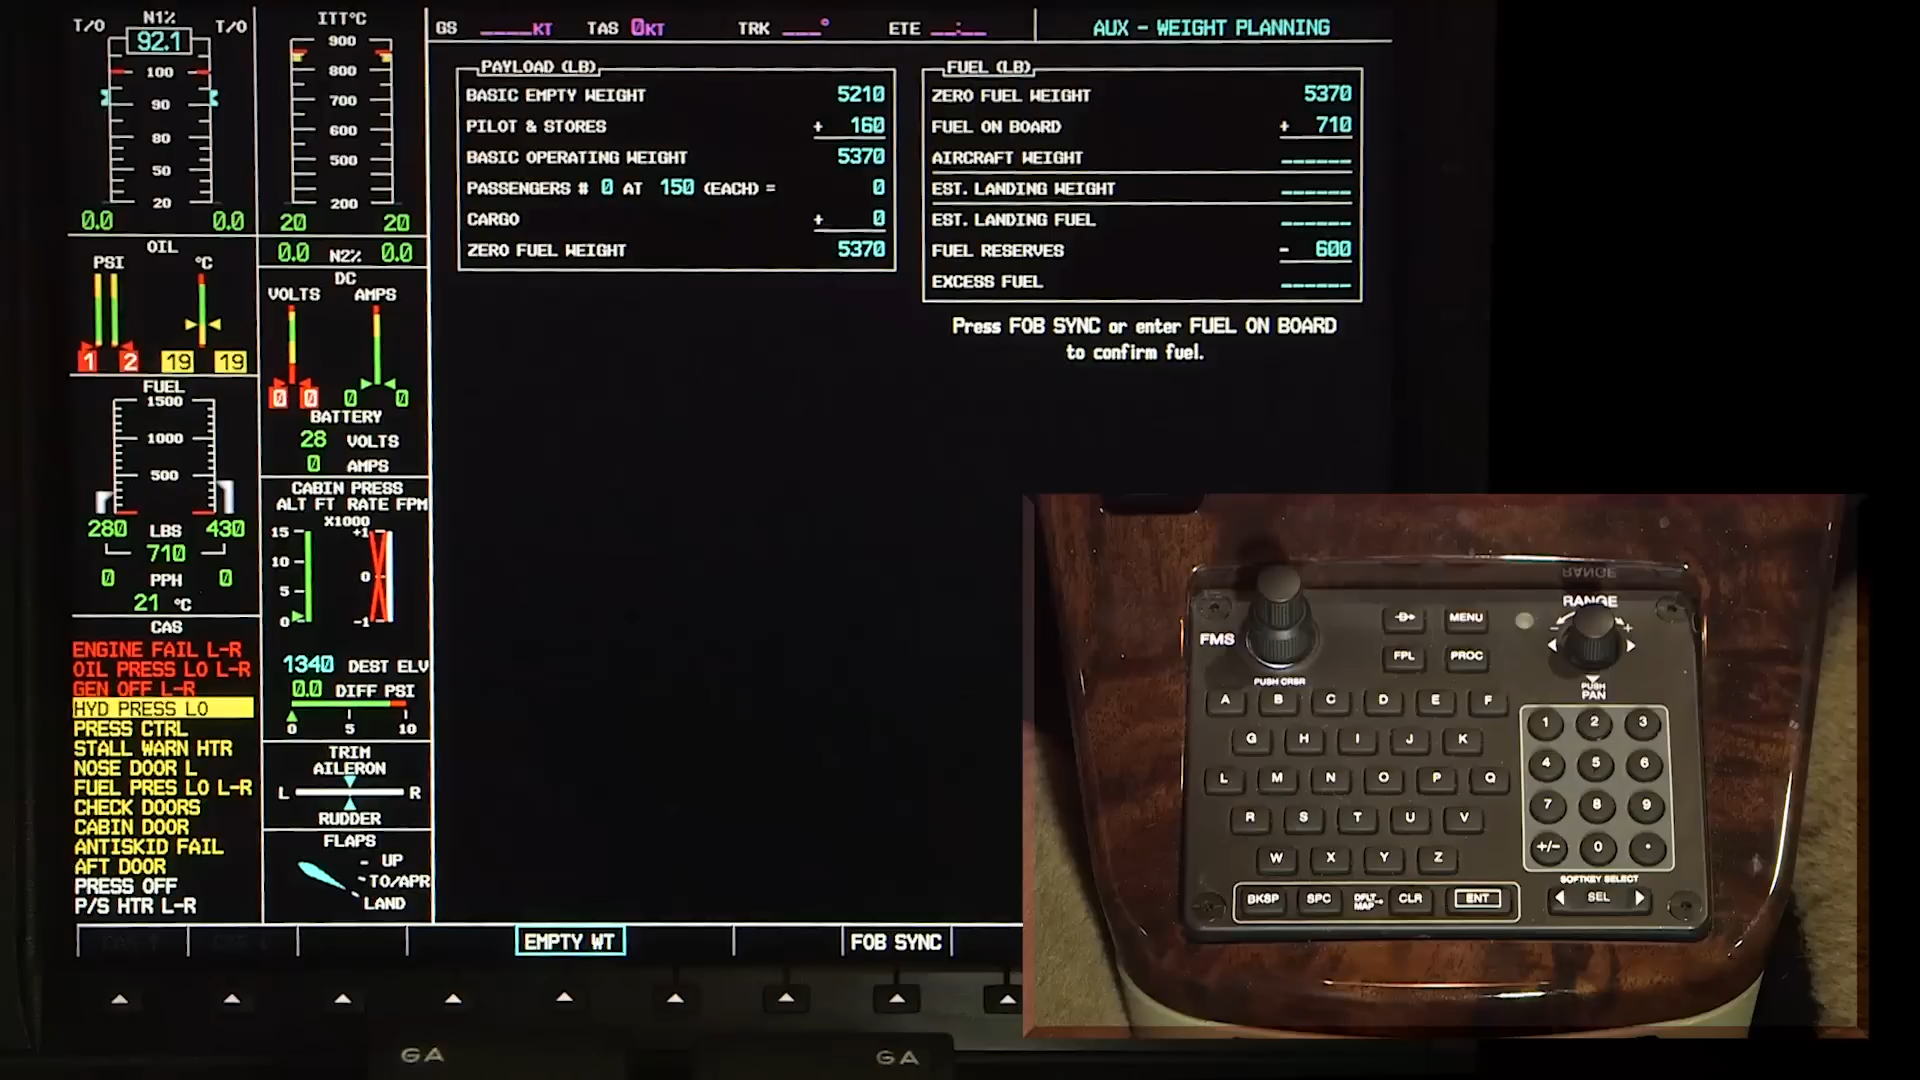 T/O N1% T/O
92.1
100
90
80
50
20
0.0 0.0
ITT°C
900
800
700
600
500
200
20 20
0.0 N2% 0.0
OIL
PSI °C
1 2 19 19
DC
VOLTS AMPS
0 0 0 0
BATTERY
28 VOLTS
0 AMPS
FUEL
1500
1000
500
280 LBS 430
710
0 PPH 0
21 °C
CABIN PRESS
ALT FT RATE FPM
X1000
15 +1
10
0
5
0 -1
1340 DEST ELV
0.0 DIFF PSI
0 5 10
TRIM
AILERON
L R
RUDDER
FLAPS
- UP
- TO/APR
LAND
CAS
ENGINE FAIL L-R
OIL PRESS LO L-R
GEN OFF L-R
HYD PRESS LO
PRESS CTRL
STALL WARN HTR
NOSE DOOR L
FUEL PRES LO L-R
CHECK DOORS
CABIN DOOR
ANTISKID FAIL
AFT DOOR
PRESS OFF
P/S HTR L-R
GS ____KT TAS 0KT TRK ___° ETE __:__ AUX - WEIGHT PLANNING
PAYLOAD (LB)
BASIC EMPTY WEIGHT 5210
PILOT & STORES + 160
BASIC OPERATING WEIGHT 5370
PASSENGERS # 0 AT 150 (EACH) = 0
CARGO + 0
ZERO FUEL WEIGHT 5370
FUEL (LB)
ZERO FUEL WEIGHT 5370
FUEL ON BOARD + 710
AIRCRAFT WEIGHT ______
EST. LANDING WEIGHT ______
EST. LANDING FUEL ______
FUEL RESERVES - 600
EXCESS FUEL ______
Press FOB SYNC or enter FUEL ON BOARD
to confirm fuel.
EMPTY WT FOB SYNC
GA GA
RANGE
RANGE
- +
FMS
MENU
FPL PROC
PUSH CRSR
PUSH
PAN
A B C D E F
G H I J K
L M N O P Q
R S T U V
W X Y Z
1 2 3
4 5 6
7 8 9
+/- 0 •
BKSP SPC DFLT MAP CLR ENT
SOFTKEY SELECT
SEL